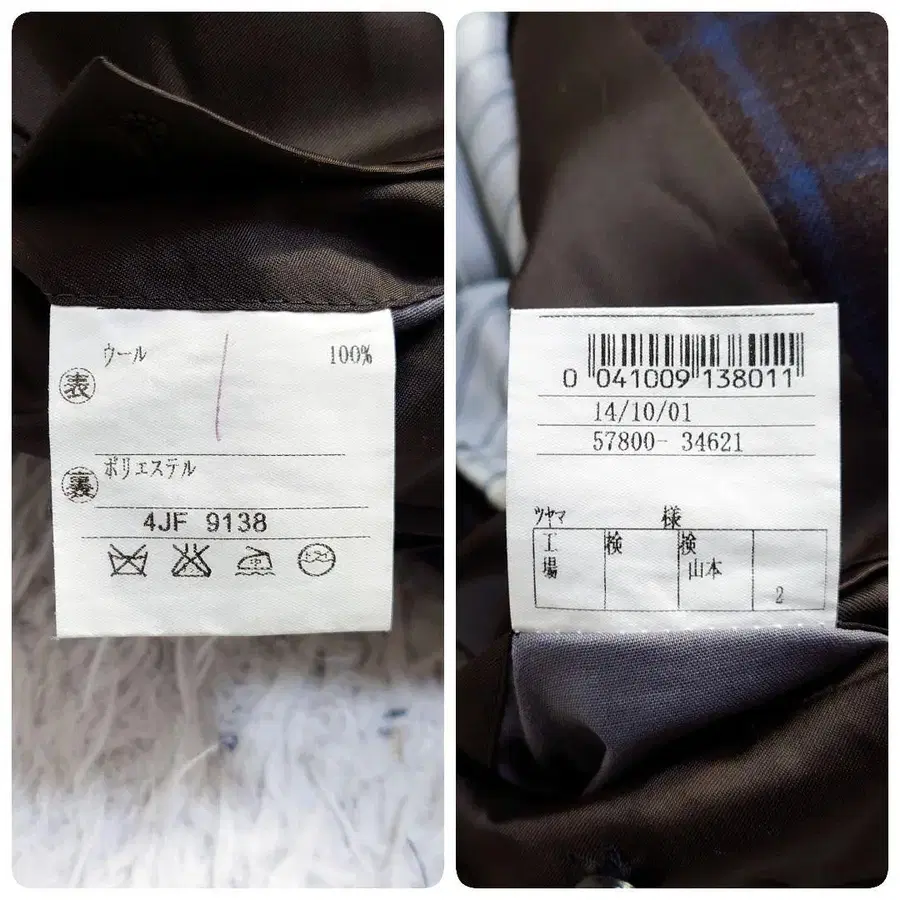 ウール 100%
表
ポリエステル
裏
4JF 9138
中
0 041009 138011
14/10/01
57800- 34621
ツヤマ 様
工場 検 検
山本
2